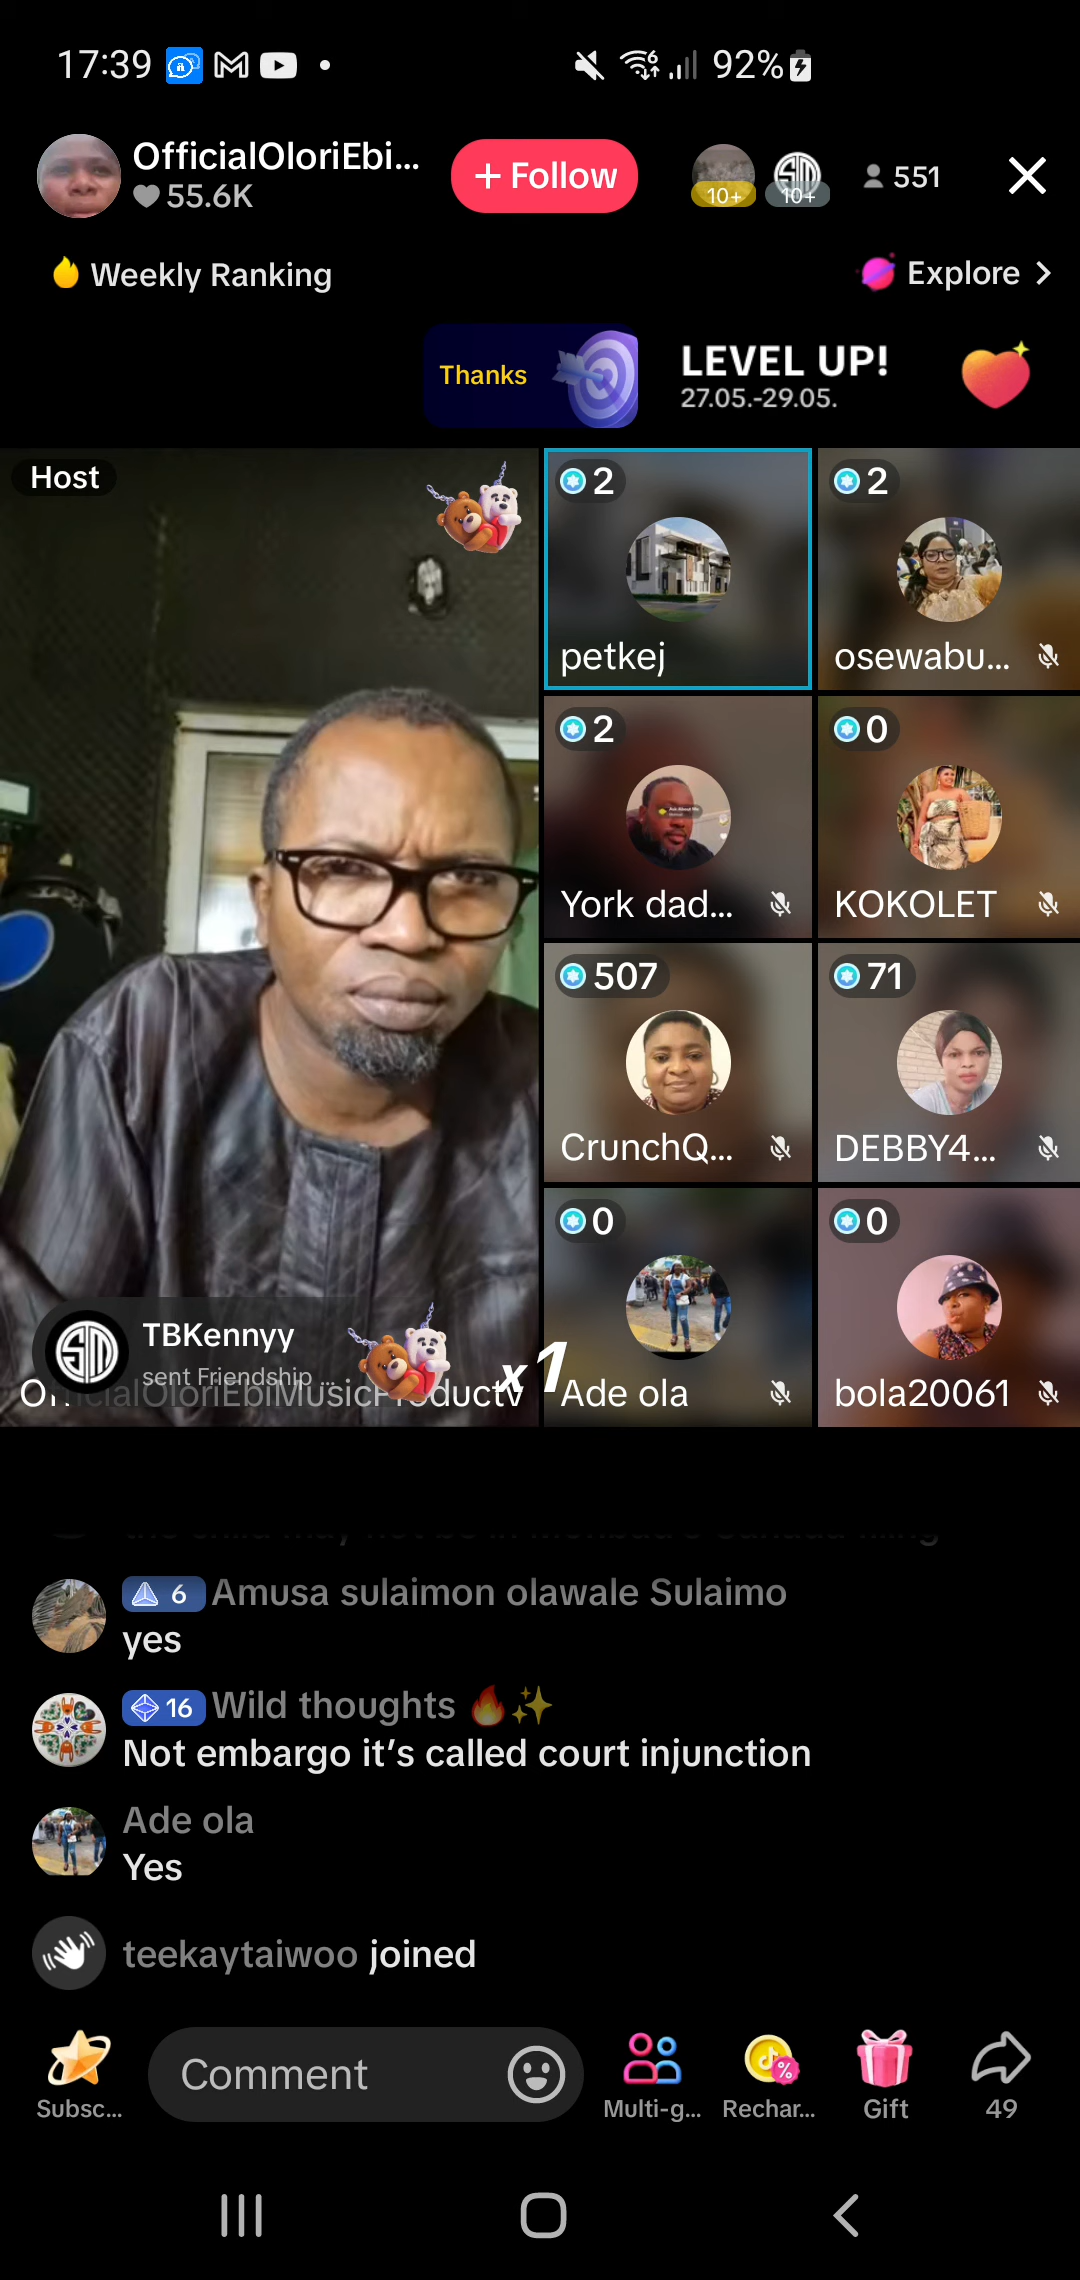 17:39
92%
OfficialOloriEbi...
55.6K
+ Follow
10+
10+
551
Weekly Ranking
Explore
Thanks
LEVEL UP!
27.05.-29.05.
Host
2
petkej
2
osewabu...
2
York dad...
0
KOKOLET
507
CrunchQ...
71
DEBBY4...
0
Ade ola
0
bola20061
TBKennyy
sent Friendship ...
x1
OfficialOloriEbiMusicProductv
6 Amusa sulaimon olawale Sulaimo
yes
16 Wild thoughts 🔥✨
Not embargo it’s called court injunction
Ade ola
Yes
teekaytaiwoo joined
Subsc...
Comment
Multi-g...
Rechar...
Gift
49